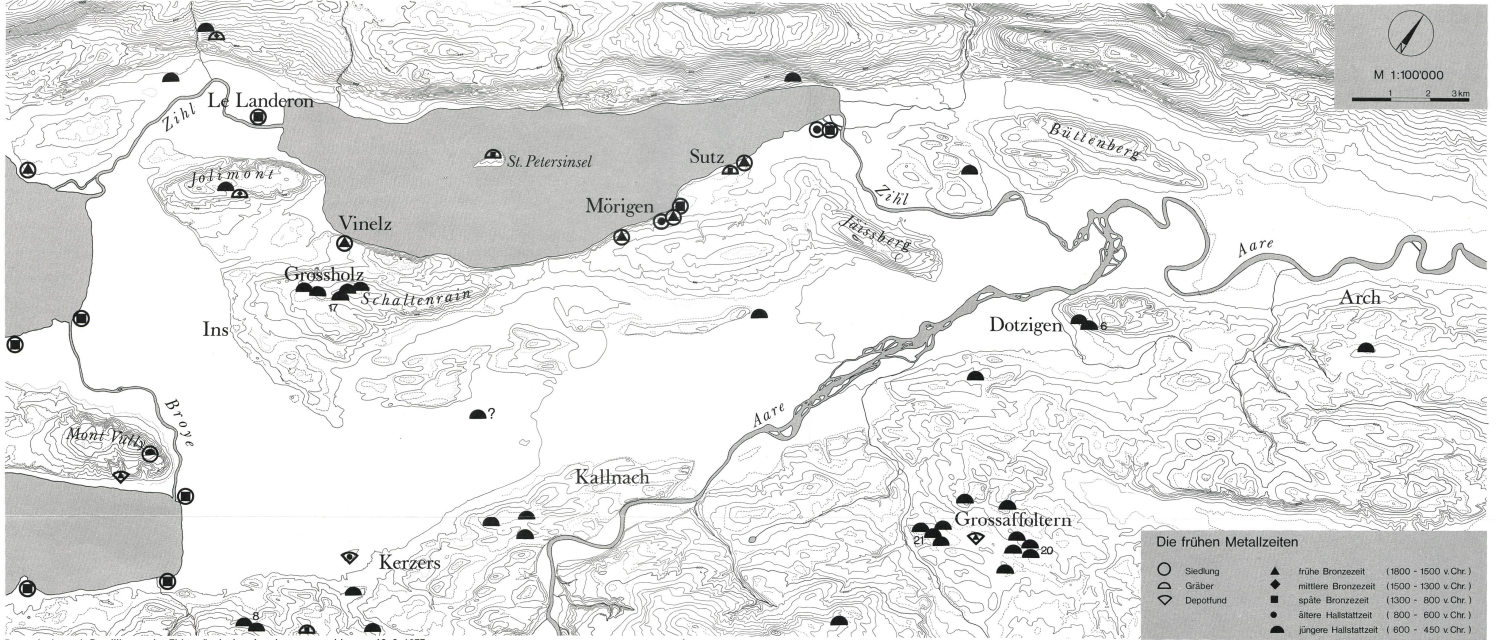 M 1:100'000
1 2 3 km
Le Landeron
Zihl
St. Petersinsel
Sutz
Büttenberg
Jolimont
Mörigen
Zihl
Jäissberg
Vinelz
Aare
Grossholz
Schaltenrain
17
Ins
Arch
Dotzigen
6
Broye
?
Aare
Mont Vully
Kallnach
Grossaffoltern
21
20
Kerzers
8
Die frühen Metallzeiten
Siedlung
Gräber
Depotfund
frühe Bronzezeit (1800 - 1500 v. Chr.)
mittlere Bronzezeit (1500 - 1300 v. Chr.)
späte Bronzezeit (1300 - 800 v. Chr.)
ältere Hallstattzeit (800 - 600 v. Chr.)
jüngere Hallstattzeit (600 - 450 v. Chr.)